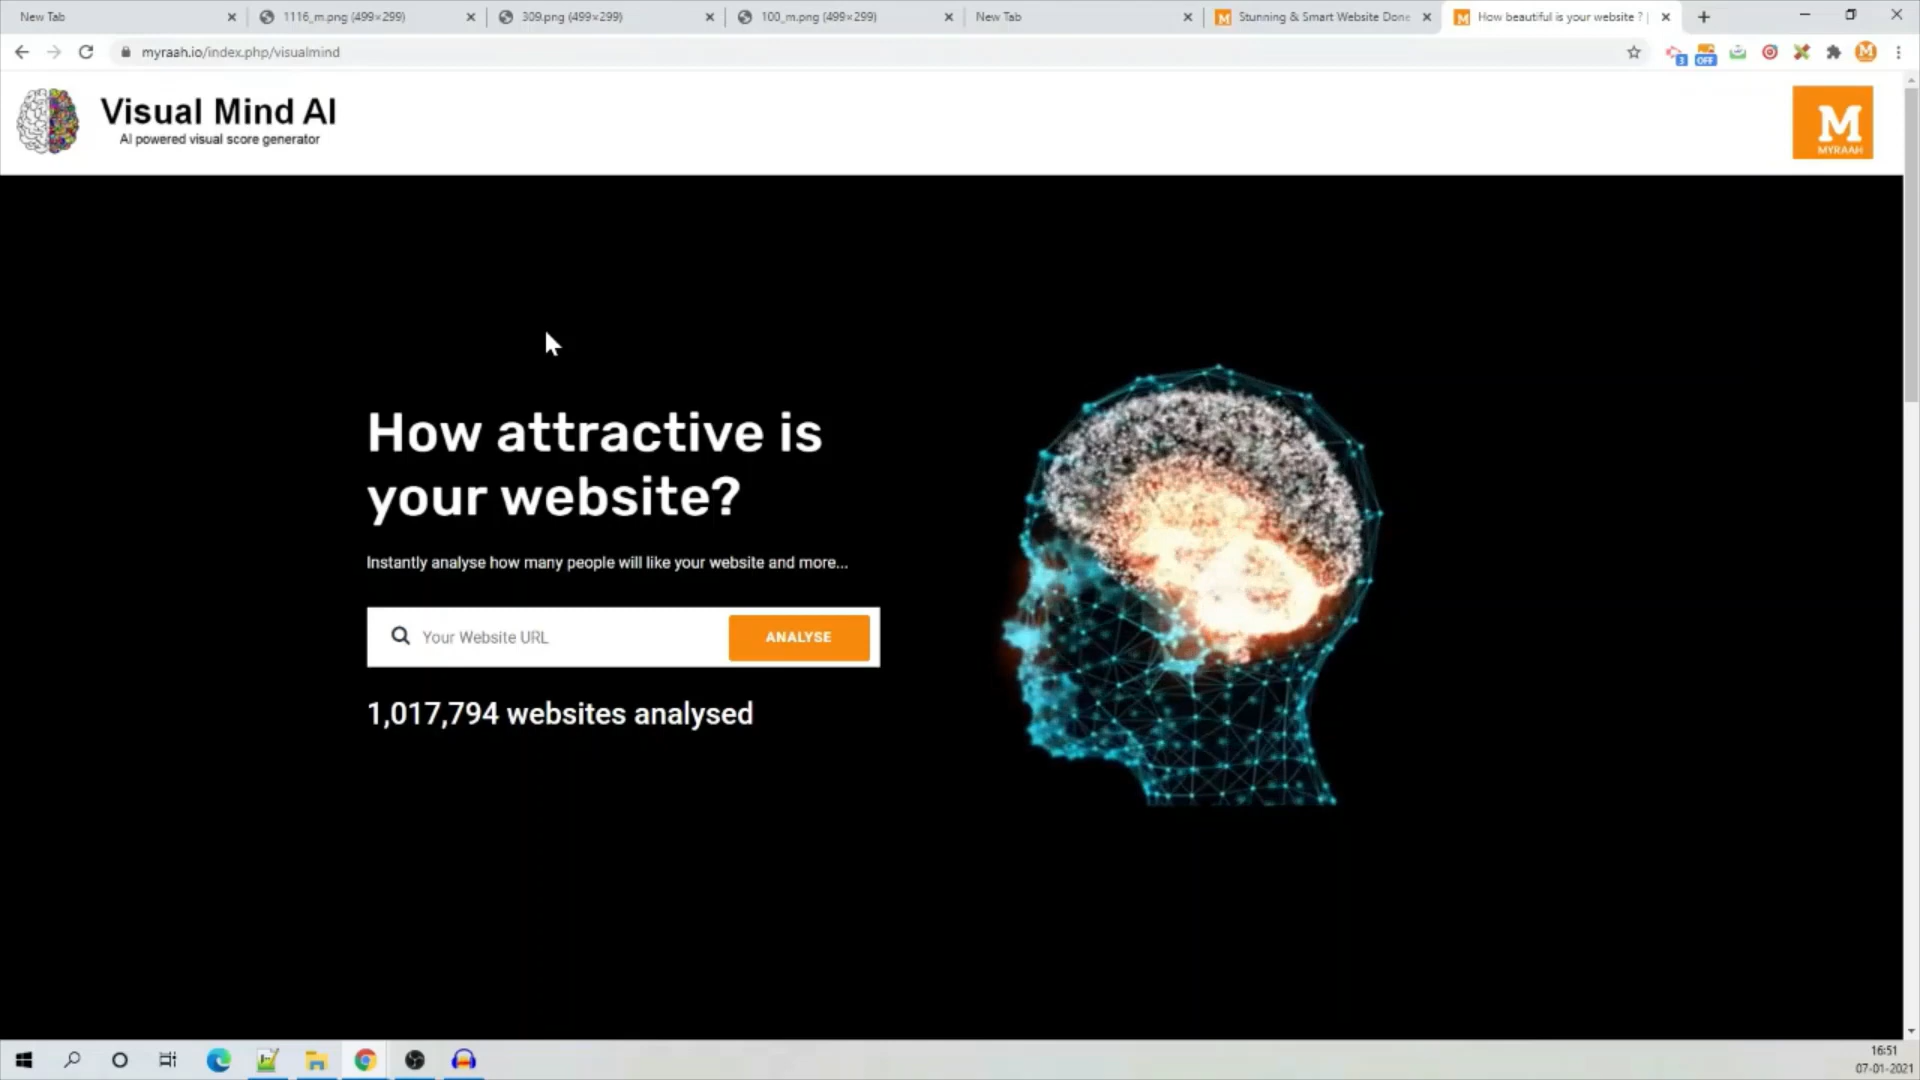 New Tab
1116_m.png (499×299)
309.png (499×299)
100_m.png (499×299)
New Tab
Stunning & Smart Website Done
How beautiful is your website ? |
myraah.io/index.php/visualmind
3
OFF
M
Visual Mind AI
AI powered visual score generator
M
MYRAAH
How attractive is
your website?
Instantly analyse how many people will like your website and more...
Your Website URL
ANALYSE
1,017,794 websites analysed
16:51
07-01-2021